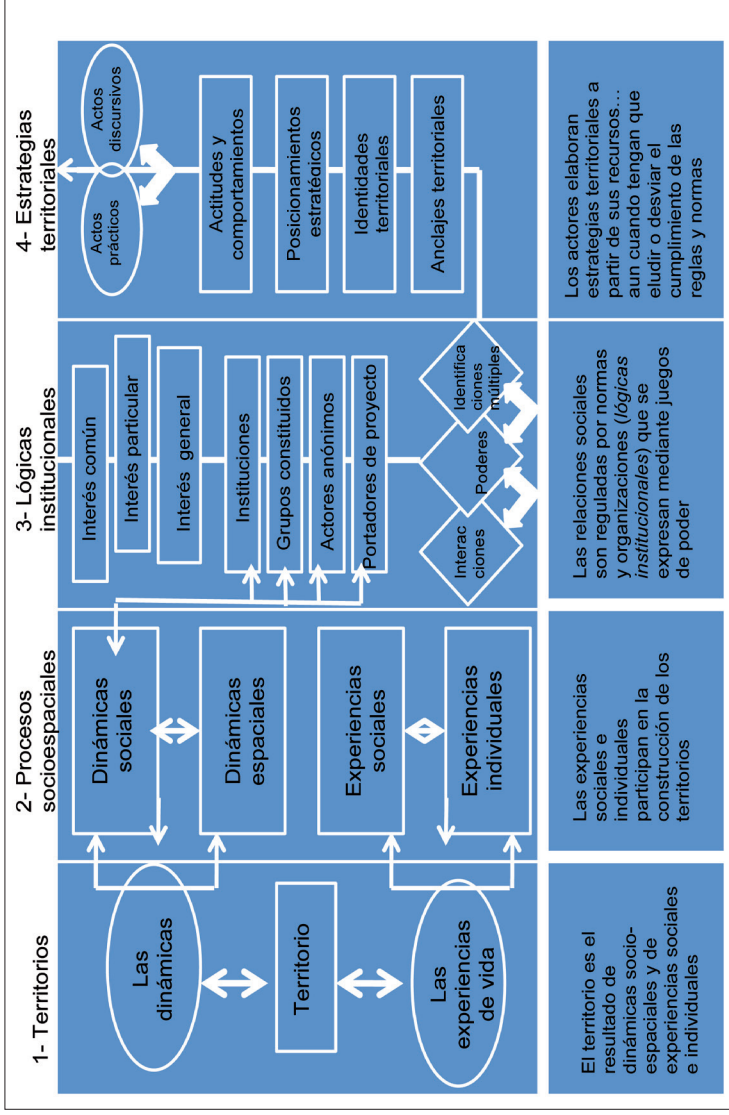 1- Territorios
Las
dinámicas
Territorio
Las
experiencias
de vida
El territorio es el
resultado de
dinámicas socio-
espaciales y de
experiencias sociales
e individuales
2- Procesos
socioespaciales
Dinámicas
sociales
Dinámicas
espaciales
Experiencias
sociales
Experiencias
individuales
Las experiencias
sociales e
individuales
participan en la
construcción de los
territorios
3- Lógicas
institucionales
Interés común
Interés particular
Interés general
Instituciones
Grupos constituidos
Actores anónimos
Portadores de proyecto
Interac
ciones
Poderes
Identifica
ciones
múltiples
Las relaciones sociales
son reguladas por normas
y organizaciones (lógicas
institucionales) que se
expresan mediante juegos
de poder
4- Estrategias
territoriales
Actos
prácticos
Actos
discursivos
Actitudes y
comportamientos
Posicionamientos
estratégicos
Identidades
territoriales
Anclajes territoriales
Los actores elaboran
estrategias territoriales a
partir de sus recursos…
aun cuando tengan que
eludir o desviar el
cumplimiento de las
reglas y normas